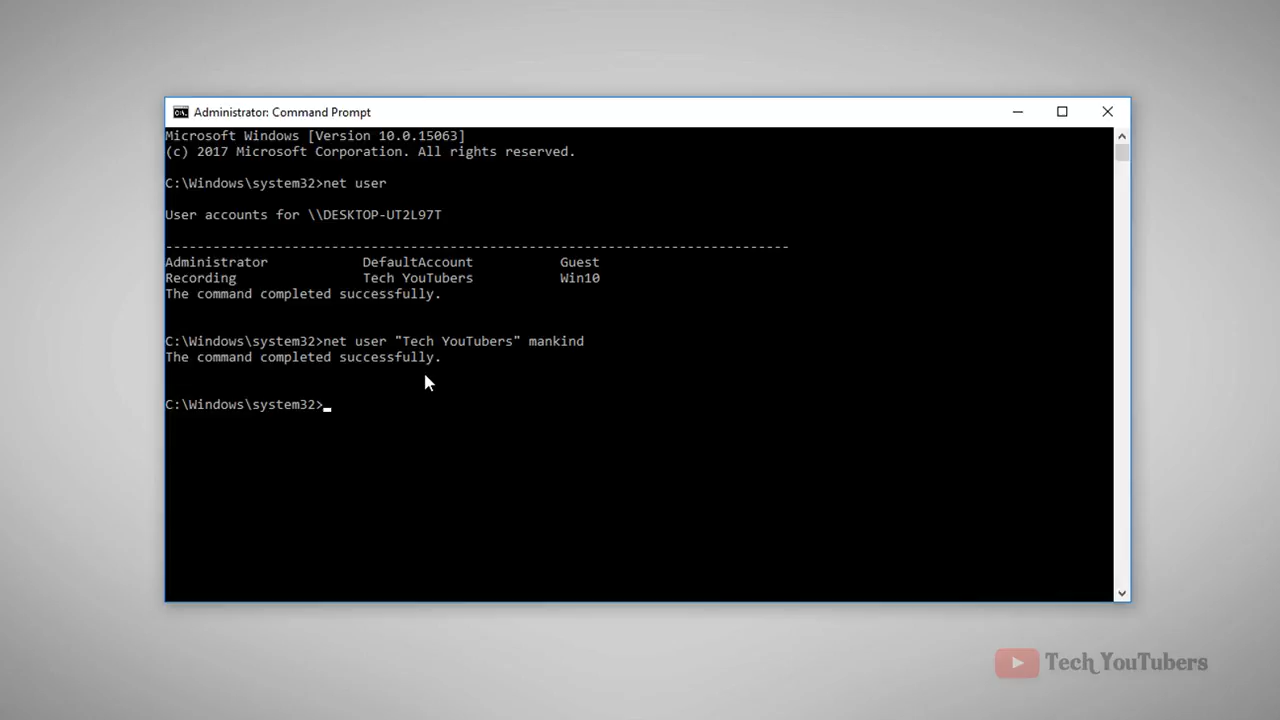 Administrator: Command Prompt
Microsoft Windows [Version 10.0.15063]
(c) 2017 Microsoft Corporation. All rights reserved.
C:\Windows\system32>net user
User accounts for \\DESKTOP-UT2L97T
-------------------------------------------------------------------------------
Administrator DefaultAccount Guest
Recording Tech YouTubers Win10
The command completed successfully.
C:\Windows\system32>net user "Tech YouTubers" mankind
The command completed successfully.
C:\Windows\system32>
Tech YouTubers